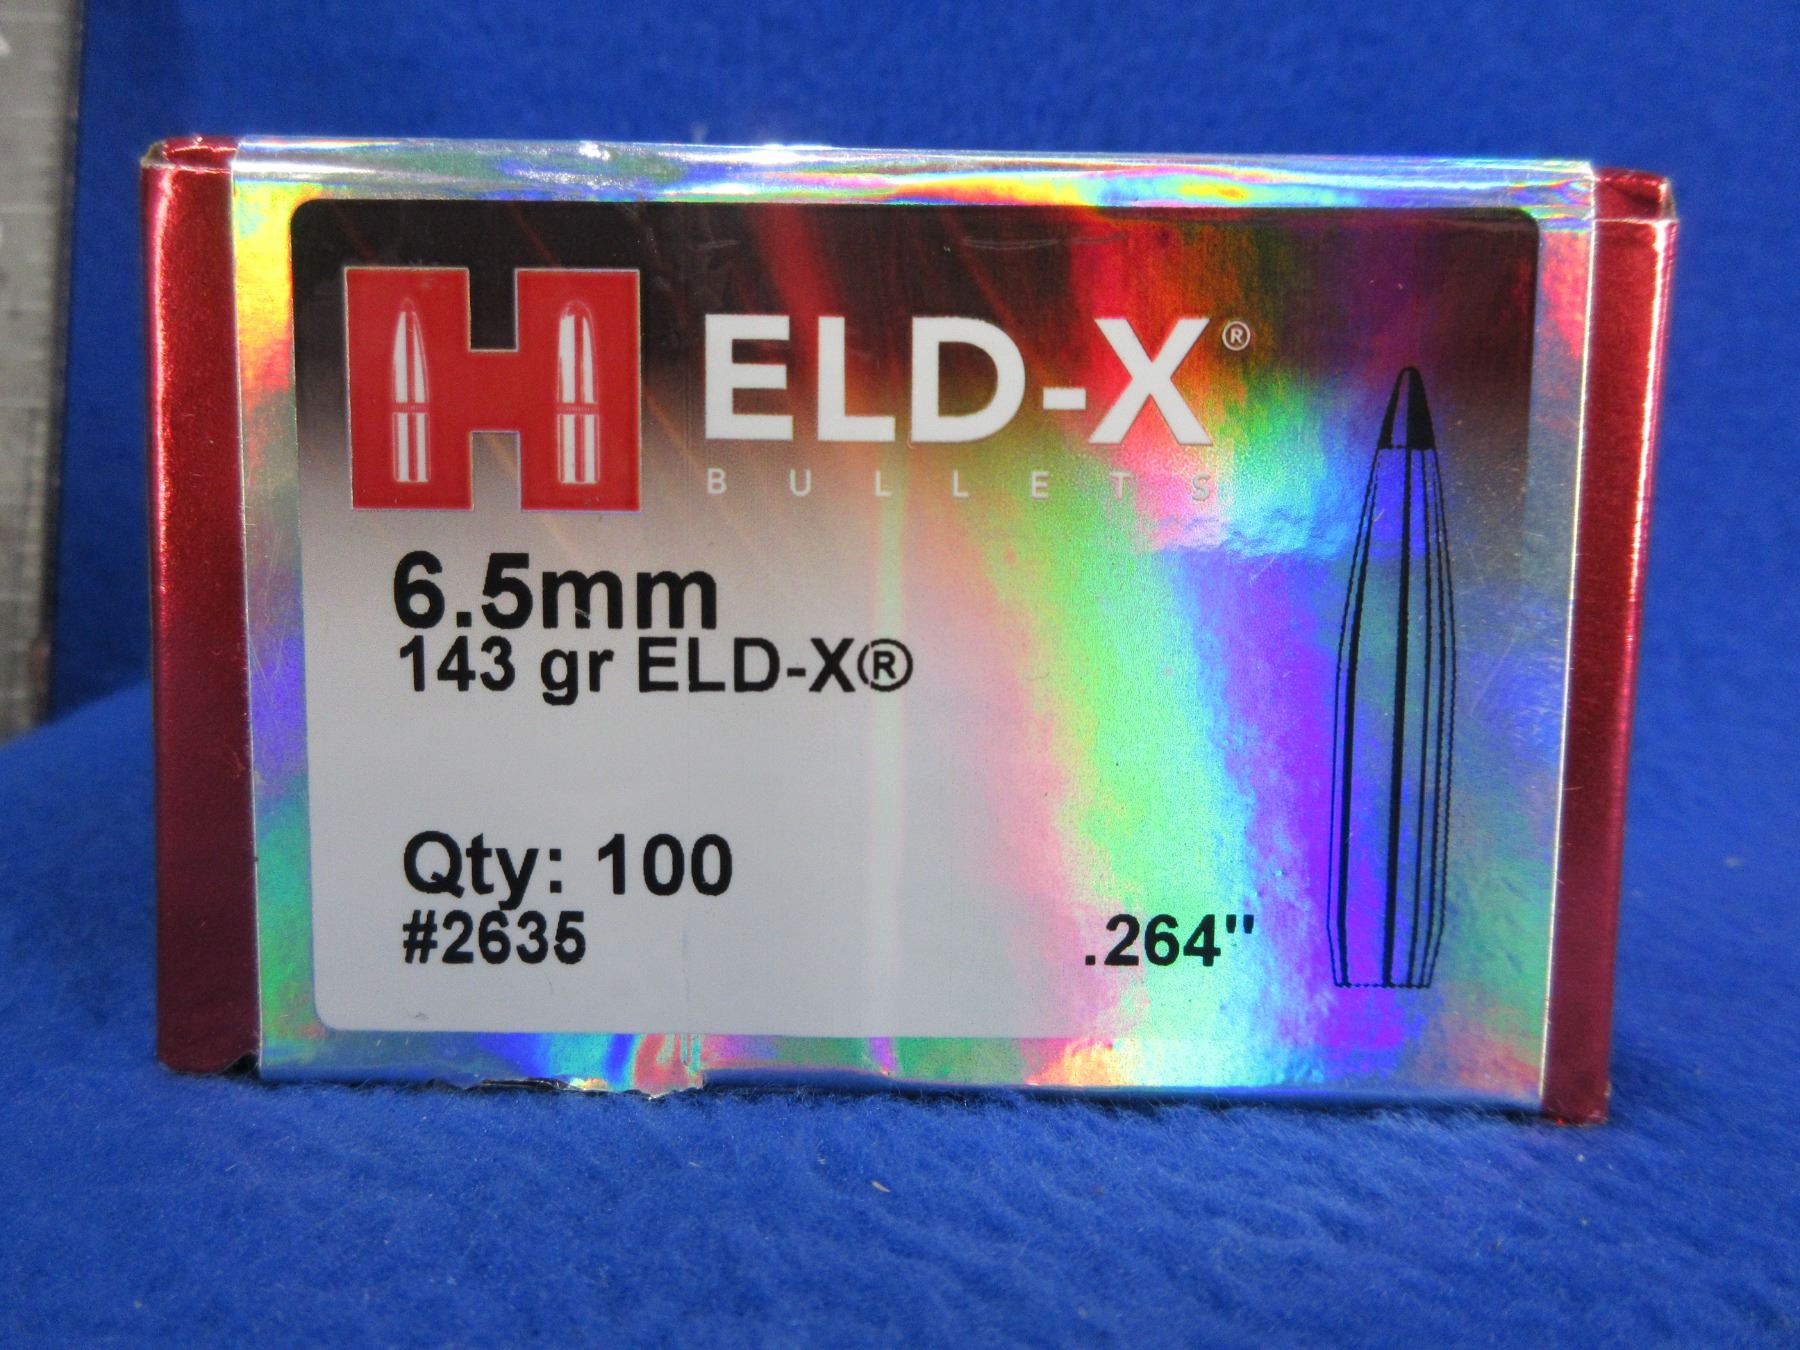 H
ELD-X®
BULLETS
6.5mm
143 gr ELD-X®
Qty: 100
#2635
.264"